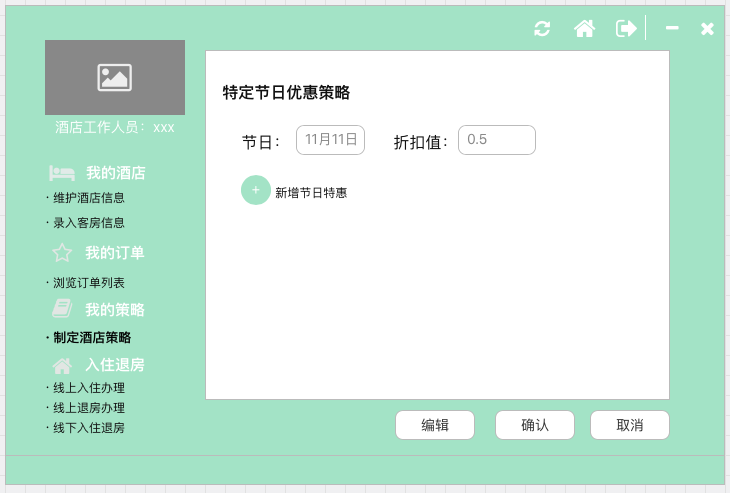 酒店工作人员：xxx
我的酒店
· 维护酒店信息
· 录入客房信息
我的订单
· 浏览订单列表
我的策略
· 制定酒店策略
入住退房
· 线上入住办理
· 线上退房办理
· 线下入住退房
特定节日优惠策略
节日： 11月11日 折扣值： 0.5
+ 新增节日特惠
编辑 确认 取消